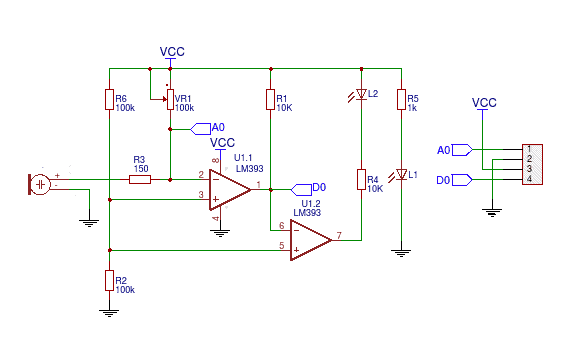 VCC
VCC
R6
100k
VR1
100k
R1
10K
L2
R5
1k
A0
VCC
8
U1.1
LM393
R3
150
2
−
1
3
+
4
D0
+
-
U1.2
LM393
6
−
7
5
+
R4
10K
L1
R2
100k
A0
1
2
3
D0
4